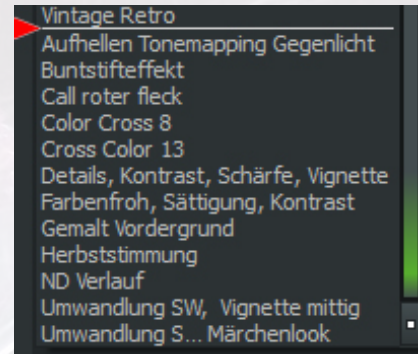 Vintage Retro
Aufhellen Tonemapping Gegenlicht
Buntstifteffekt
Call roter fleck
Color Cross 8
Cross Color 13
Details, Kontrast, Schärfe, Vignette
Farbenfroh, Sättigung, Kontrast
Gemalt Vordergrund
Herbststimmung
ND Verlauf
Umwandlung SW,  Vignette mittig
Umwandlung S... Märchenlook